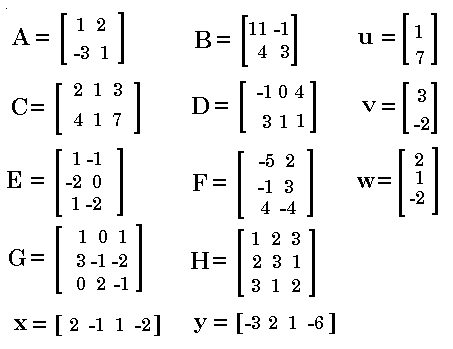 A = [ 1 2 B = [ 11 -1 u = [ 1
-3 1 ] 4 3 ] 7 ]
C = [ 2 1 3 D = [ -1 0 4 v = [ 3
4 1 7 ] 3 1 1 ] -2 ]
E = [ 1 -1 F = [ -5 2 w = [ 2
-2 0 -1 3 1
1 -2 ] 4 -4 ] -2 ]
G = [ 1 0 1 H = [ 1 2 3
3 -1 -2 2 3 1
0 2 -1 ] 3 1 2 ]
x = [ 2 -1 1 -2 ] y = [ -3 2 1 -6 ]